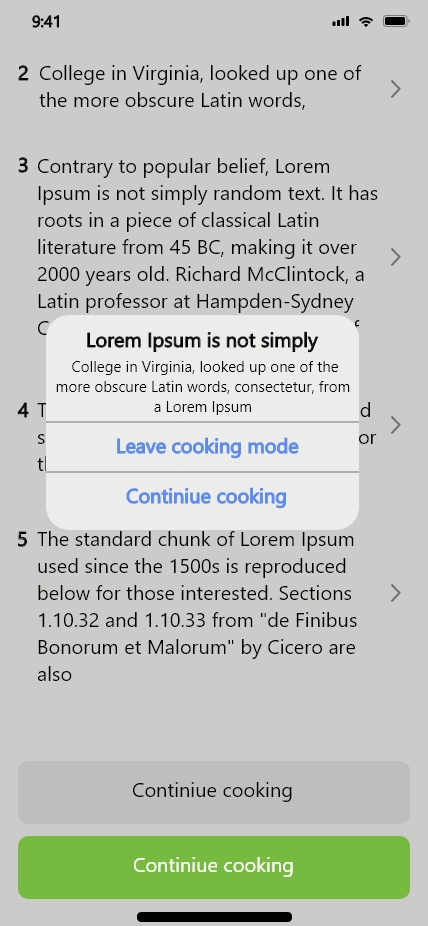 9:41
2 College in Virginia, looked up one of
the more obscure Latin words,
3 Contrary to popular belief, Lorem
Ipsum is not simply random text. It has
roots in a piece of classical Latin
literature from 45 BC, making it over
2000 years old. Richard McClintock, a
Latin professor at Hampden-Sydney
Lorem Ipsum is not simply
College in Virginia, looked up one of the
more obscure Latin words, consectetur, from
a Lorem Ipsum
Leave cooking mode
Continiue cooking
4
5 The standard chunk of Lorem Ipsum
used since the 1500s is reproduced
below for those interested. Sections
1.10.32 and 1.10.33 from "de Finibus
Bonorum et Malorum" by Cicero are
also
Continiue cooking
Continiue cooking